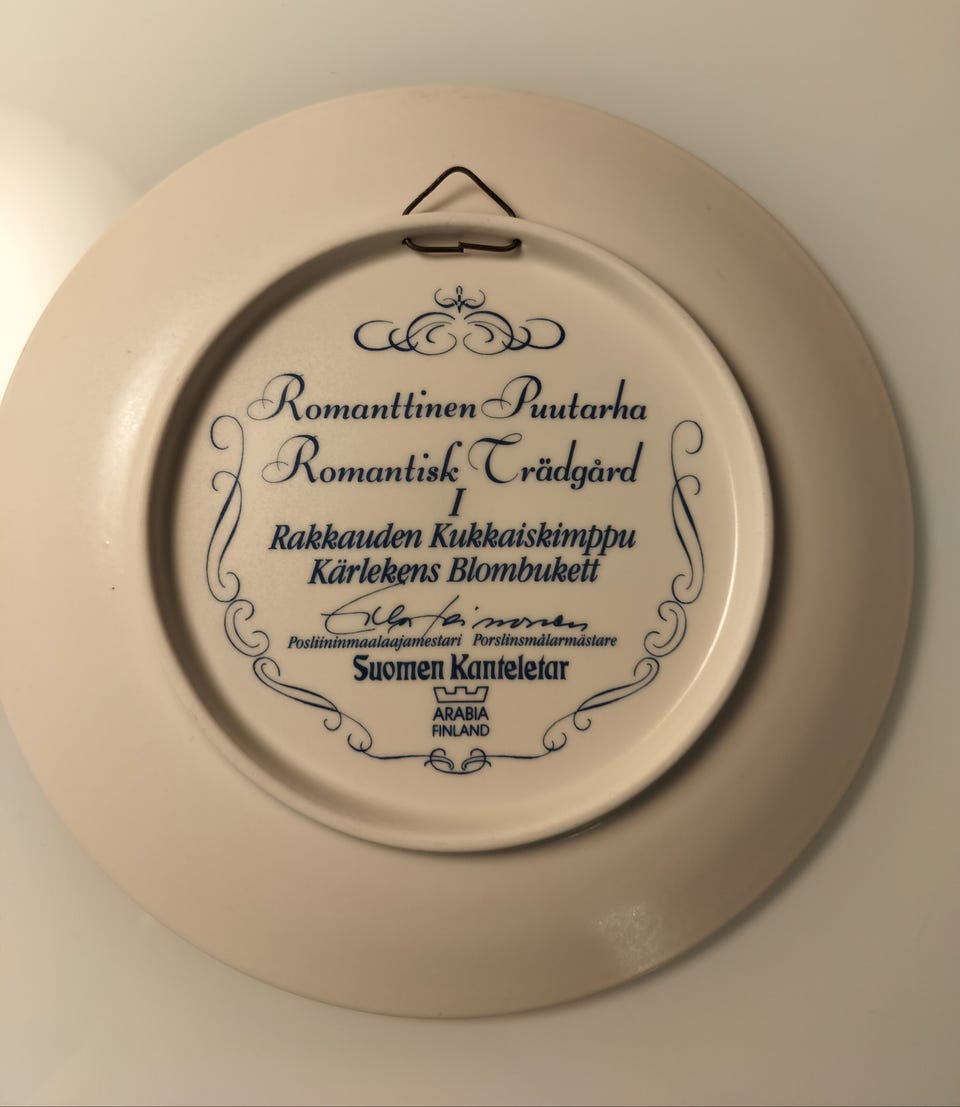 Romanttinen Puutarha
Romantisk Trädgård
I
Rakkauden Kukkaiskimppu
Kärlekens Blombukett
Posliininmaalaajamestari Porslinsmålarmästare
Suomen Kanteletar
ARABIA
FINLAND